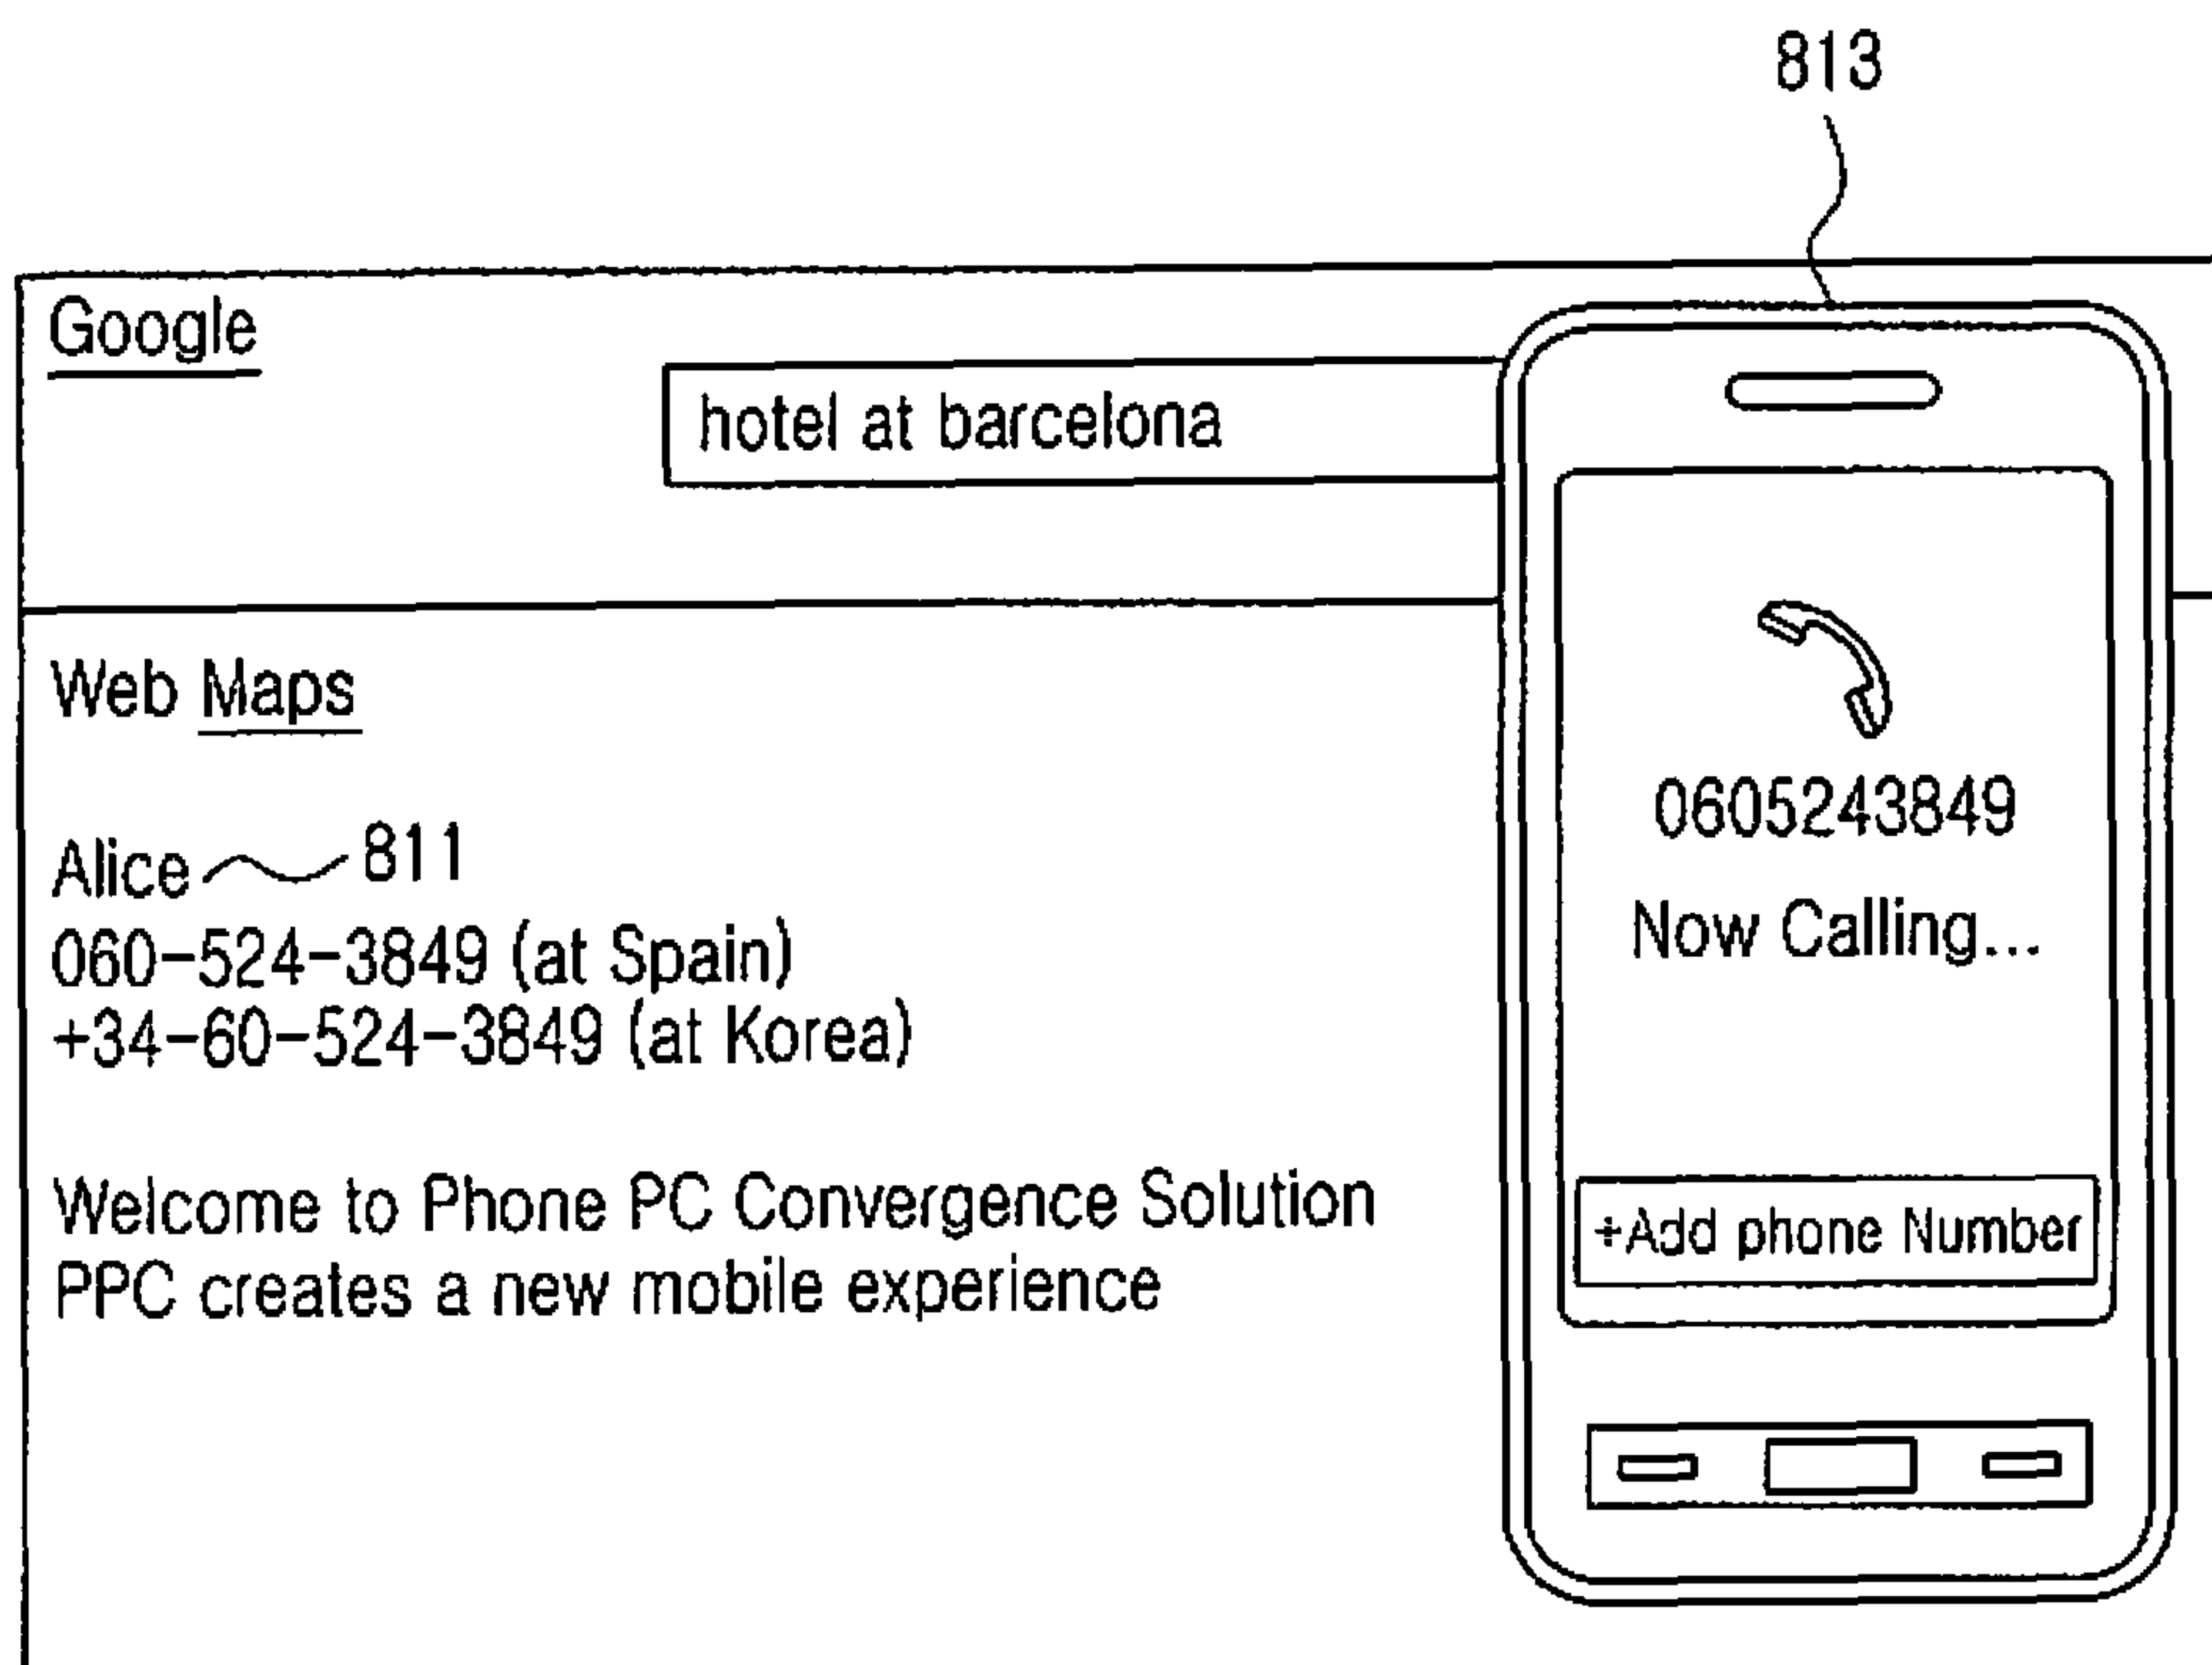 813
Google
hotel at barcelona
Web Maps
Alice 811
060-524-3849 (at Spain)
+34-60-524-3849 (at Korea)
Welcome to Phone PC Convergence Solution
PPC creates a new mobile experience
0605243849
Now Calling...
+Add phone Number